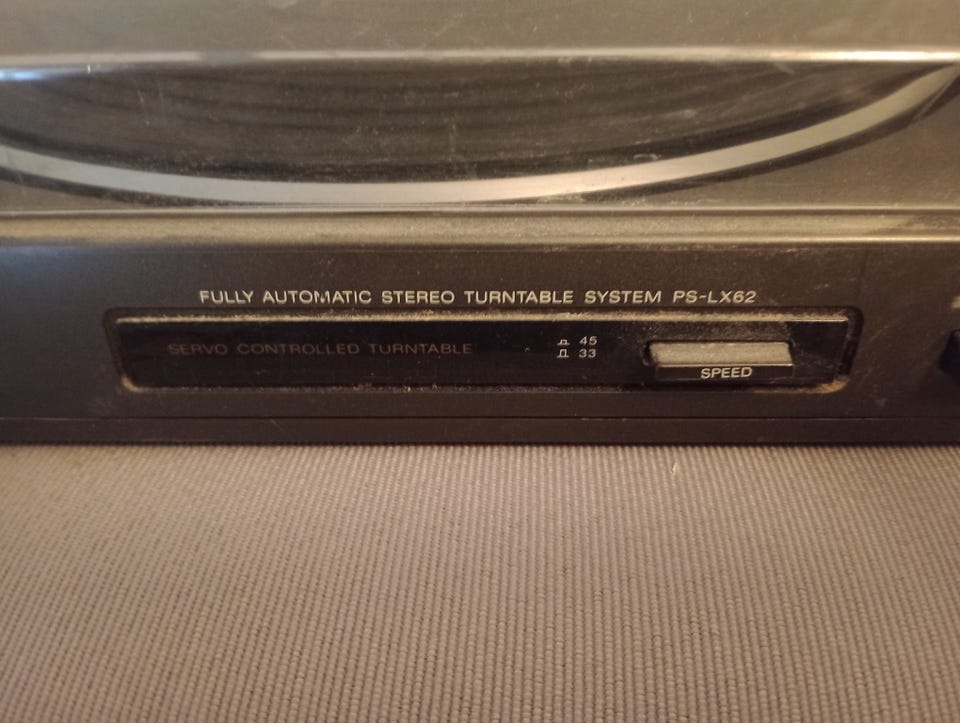 FULLY AUTOMATIC STEREO TURNTABLE SYSTEM PS-LX62
SERVO CONTROLLED TURNTABLE
45
33
SPEED